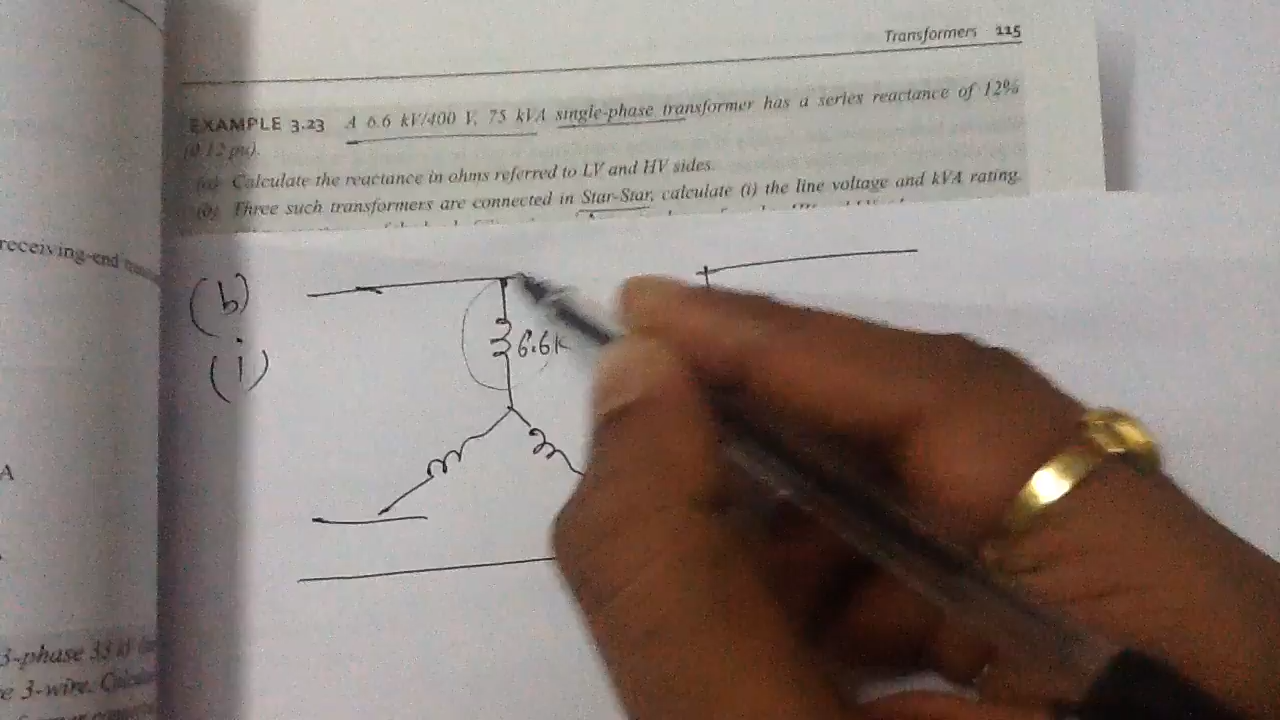 Transformers 115
EXAMPLE 3.23 A 6.6 kV/400 V, 75 kVA single-phase transformer has a series reactance of 12%
(0.12 pu).
(a) Calculate the reactance in ohms referred to LV and HV sides.
(b) Three such transformers are connected in Star-Star, calculate (i) the line voltage and kVA rating,
receiving-end
(b)
(i)
6.6k
A
3-phase 33
e 3-wire.